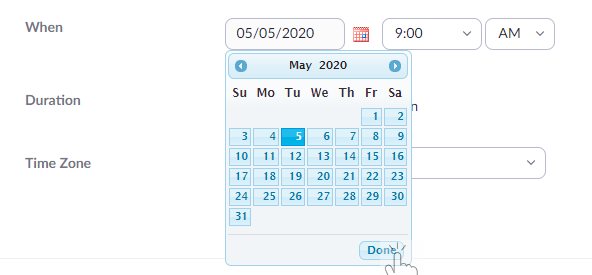 When
05/05/2020
9:00
AM
May 2020
Su Mo Tu We Th Fr Sa
1 2
3 4 5 6 7 8 9
10 11 12 13 14 15 16
17 18 19 20 21 22 23
24 25 26 27 28 29 30
31
Done
Duration
Time Zone